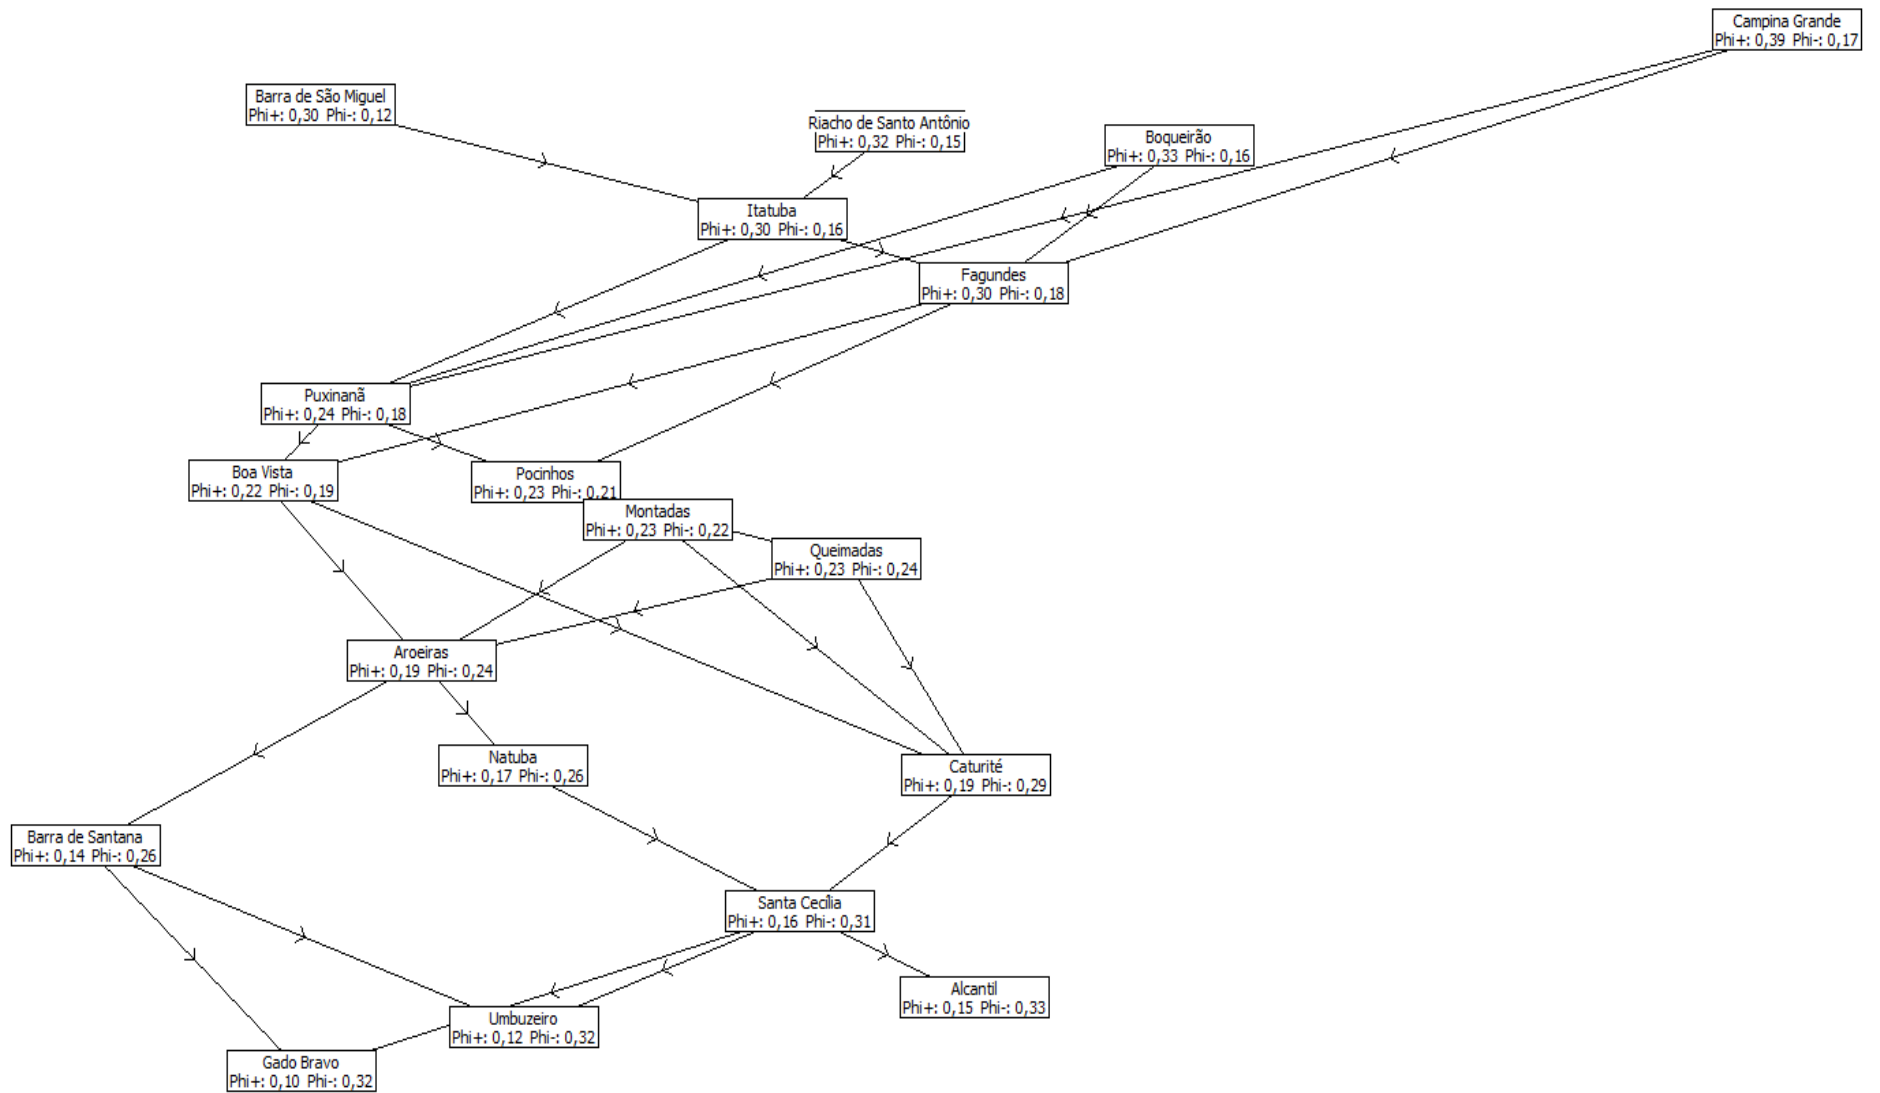 Campina Grande
Phi+: 0,39 Phi-: 0,17
Barra de São Miguel
Phi+: 0,30 Phi-: 0,12
Riacho de Santo Antônio
Phi+: 0,32 Phi-: 0,15
Boqueirão
Phi+: 0,33 Phi-: 0,16
Itatuba
Phi+: 0,30 Phi-: 0,16
Fagundes
Phi+: 0,30 Phi-: 0,18
Puxinanã
Phi+: 0,24 Phi-: 0,18
Boa Vista
Phi+: 0,22 Phi-: 0,19
Pocinhos
Phi+: 0,23 Phi-: 0,21
Montadas
Phi+: 0,23 Phi-: 0,22
Queimadas
Phi+: 0,23 Phi-: 0,24
Aroeiras
Phi+: 0,19 Phi-: 0,24
Natuba
Phi+: 0,17 Phi-: 0,26
Caturité
Phi+: 0,19 Phi-: 0,29
Barra de Santana
Phi+: 0,14 Phi-: 0,26
Santa Cecília
Phi+: 0,16 Phi-: 0,31
Alcantil
Phi+: 0,15 Phi-: 0,33
Umbuzeiro
Phi+: 0,12 Phi-: 0,32
Gado Bravo
Phi+: 0,10 Phi-: 0,32